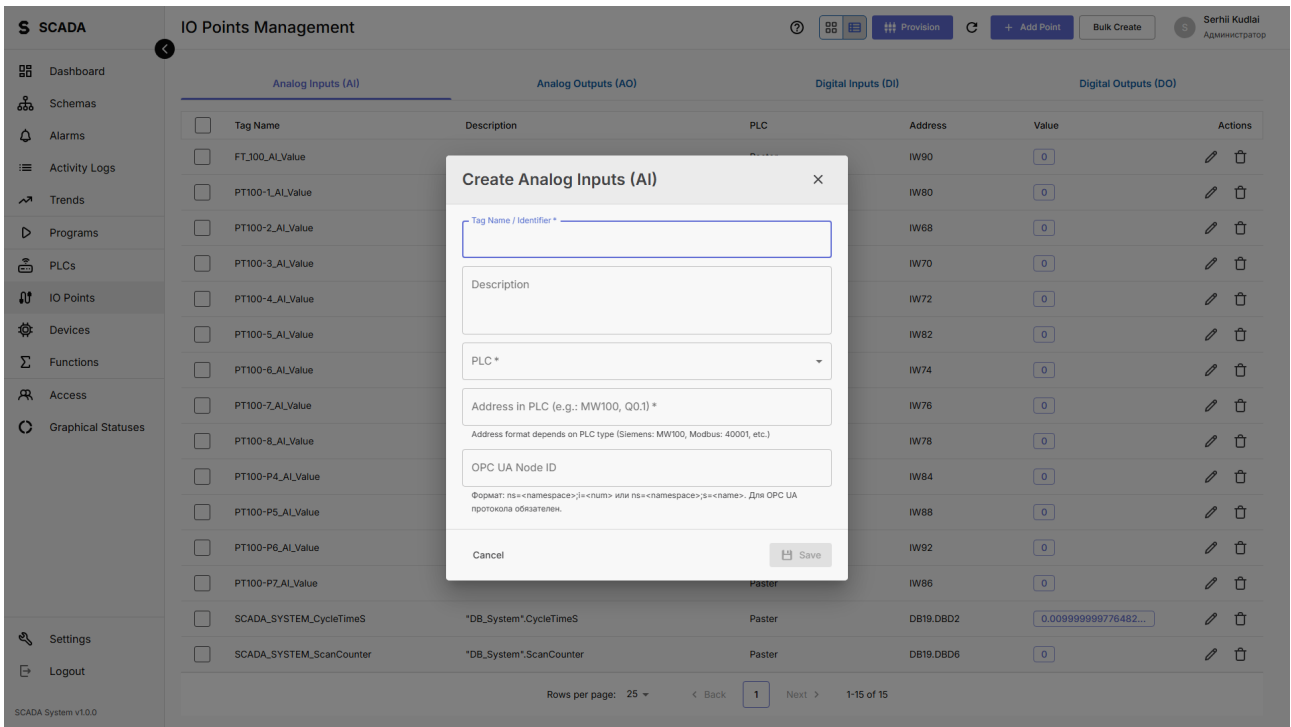 S SCADA
IO Points Management
Provision
+ Add Point
Bulk Create
S
Serhii Kudlai
Администратор
Dashboard
Schemas
Alarms
Activity Logs
Trends
Programs
PLCs
IO Points
Devices
Functions
Access
Graphical Statuses
Settings
Logout
SCADA System v1.0.0
Analog Inputs (AI) Analog Outputs (AO) Digital Inputs (DI) Digital Outputs (DO)
Tag Name Description PLC Address Value Actions
FT_100_AI_Value IW90 0
PT100-1_AI_Value IW80 0
PT100-2_AI_Value IW68 0
PT100-3_AI_Value IW70 0
PT100-4_AI_Value IW72 0
PT100-5_AI_Value IW82 0
PT100-6_AI_Value IW74 0
PT100-7_AI_Value IW76 0
PT100-8_AI_Value IW78 0
PT100-P4_AI_Value IW84 0
PT100-P5_AI_Value IW88 0
PT100-P6_AI_Value IW92 0
PT100-P7_AI_Value Paster IW86 0
SCADA_SYSTEM_CycleTimeS "DB_System".CycleTimeS Paster DB19.DBD2 0.009999999776482...
SCADA_SYSTEM_ScanCounter "DB_System".ScanCounter Paster DB19.DBD6 0
Rows per page: 25 < Back 1 Next > 1-15 of 15
Create Analog Inputs (AI)
Tag Name / Identifier *
Description
PLC *
Address in PLC (e.g.: MW100, Q0.1) *
Address format depends on PLC type (Siemens: MW100, Modbus: 40001, etc.)
OPC UA Node ID
Формат: ns=<namespace>;i=<num> или ns=<namespace>;s=<name>. Для OPC UA
протокола обязателен.
Cancel
Save